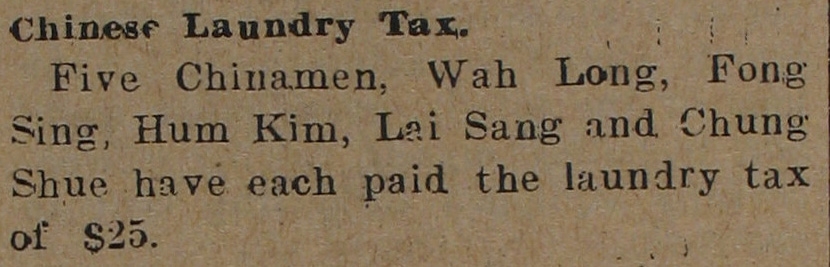 Chinese Laundry Tax.
Five Chinamen, Wah Long, Fong
Sing, Hum Kim, Lai Sang and Chung
Shue have each paid the laundry tax
of $25.